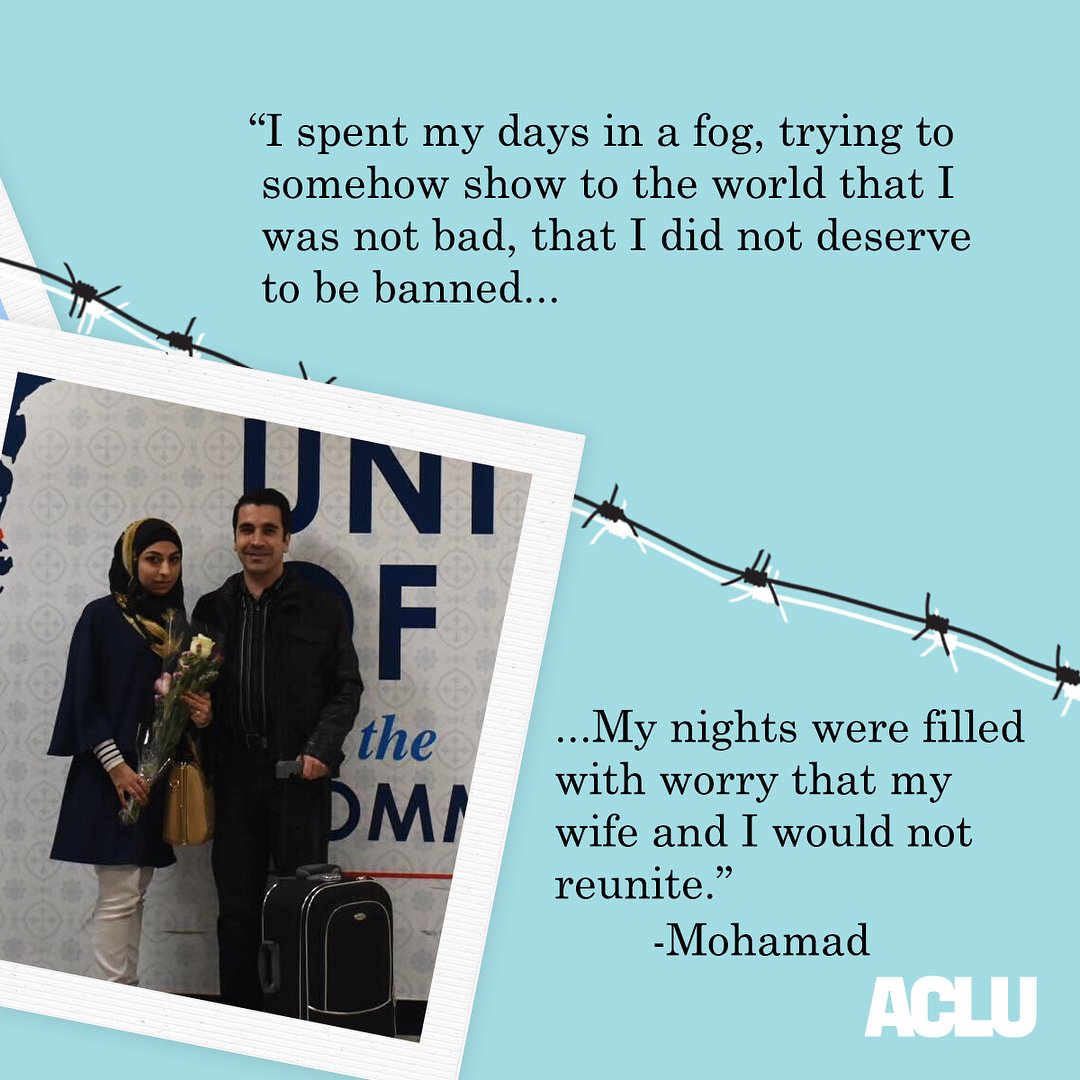 “I spent my days in a fog, trying to
somehow show to the world that I
was not bad, that I did not deserve
to be banned...
UNI
OF
the
OMM
...My nights were filled
with worry that my
wife and I would not
reunite.”
-Mohamad
ACLU